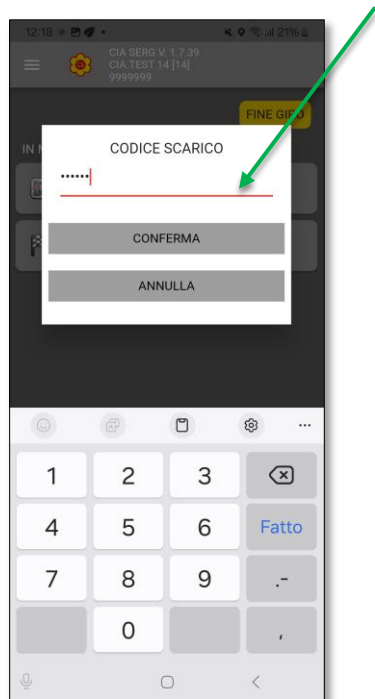 12:18
21%
CIA SERG V. 1.7.39
CIA.TEST 14 [14]
9999999
FINE GIRO
IN
CODICE SCARICO
••••••
CONFERMA
ANNULLA
1 2 3
4 5 6 Fatto
7 8 9 .-
0 ,